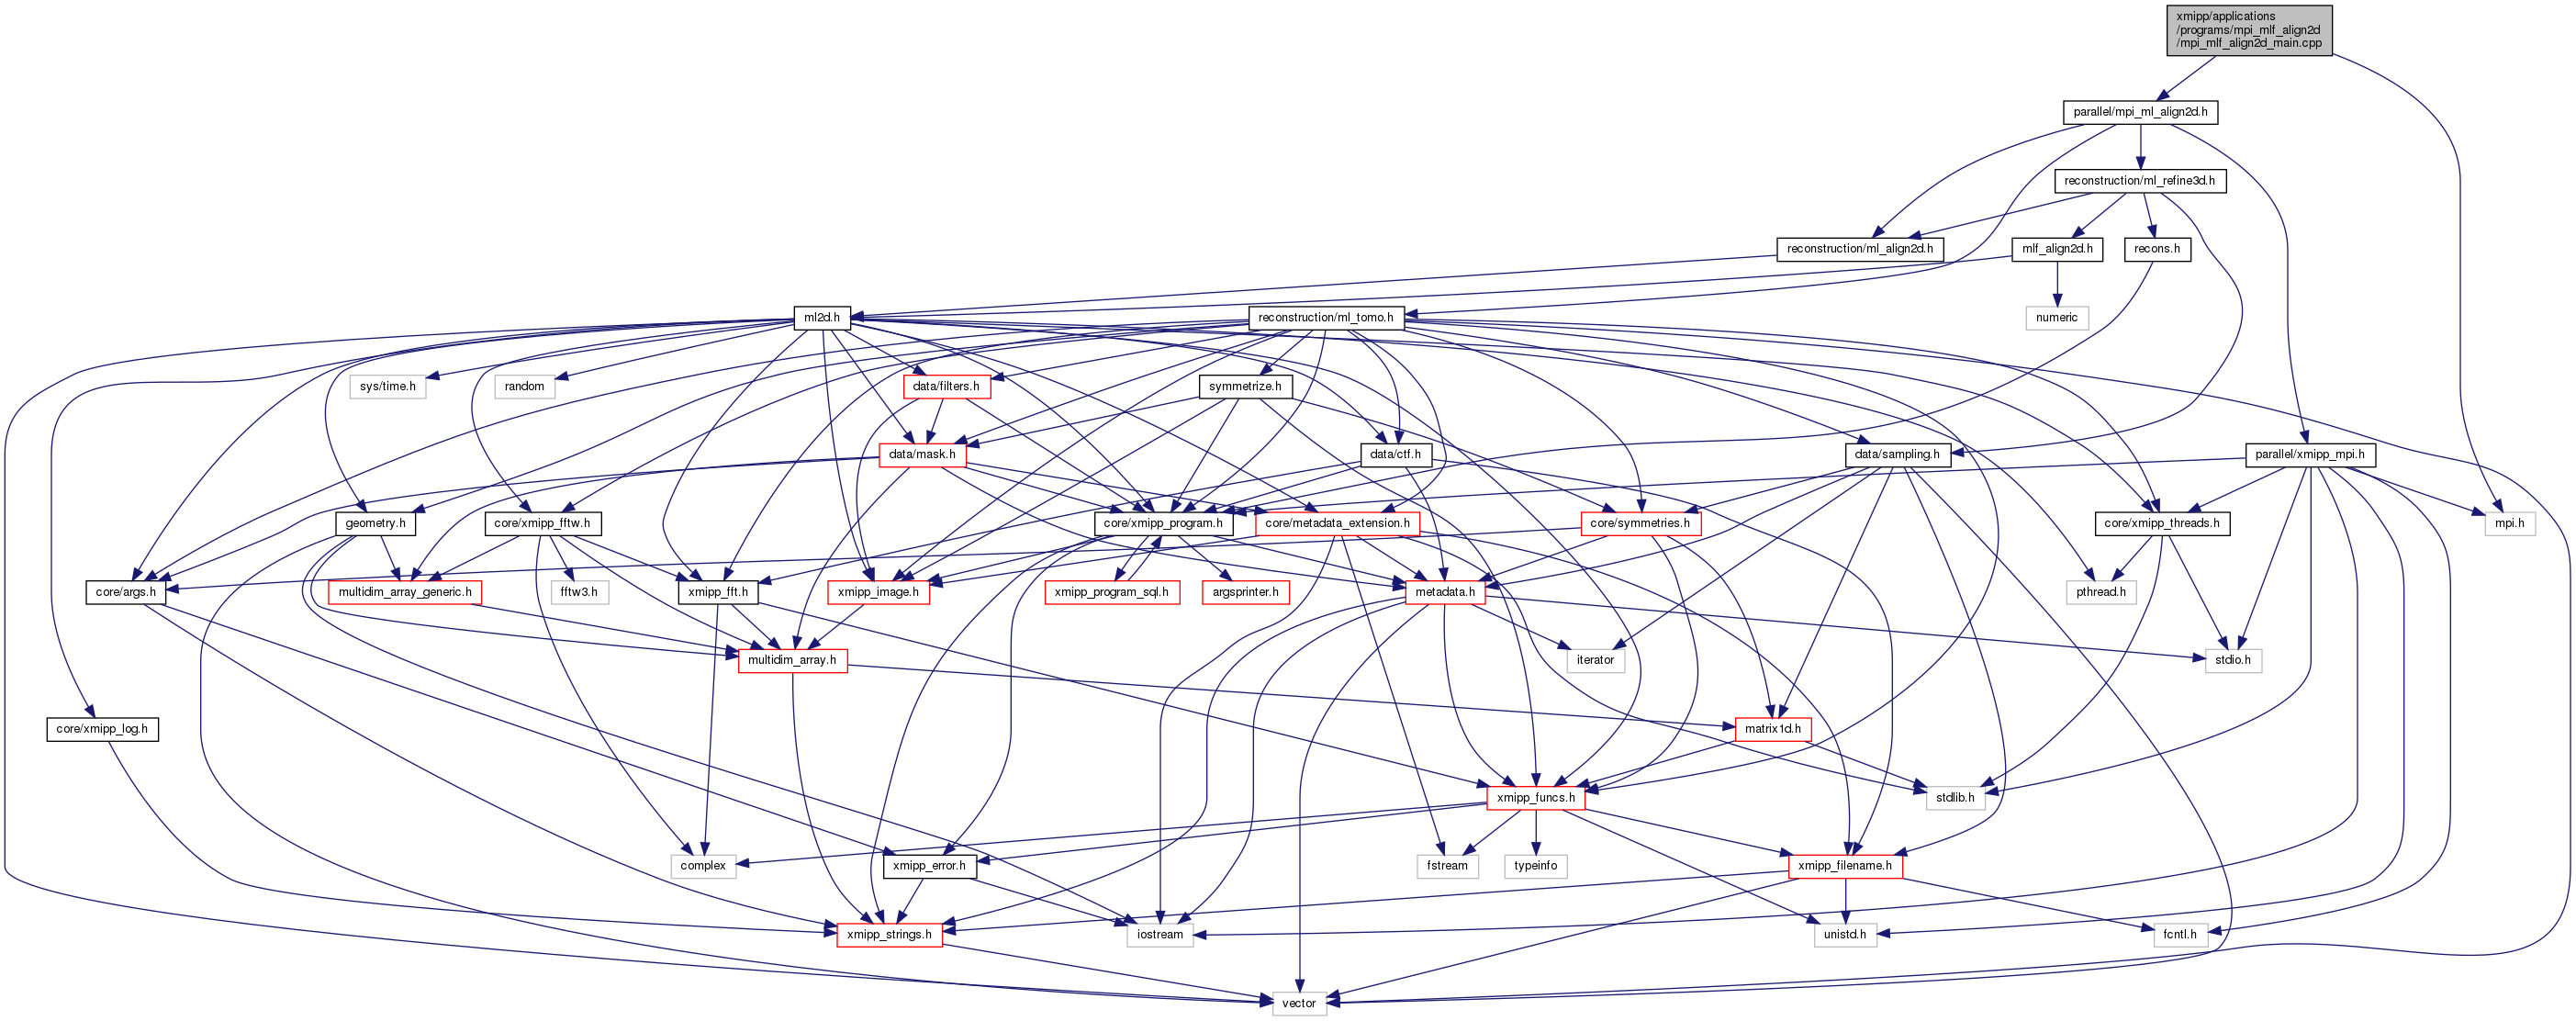 xmipp/applications
/programs/mpi_mlf_align2d
/mpi_mlf_align2d_main.cpp
parallel/mpi_ml_align2d.h
reconstruction/ml_refine3d.h
reconstruction/ml_align2d.h
mlf_align2d.h
recons.h
ml2d.h
reconstruction/ml_tomo.h
numeric
sys/time.h
random
data/filters.h
symmetrize.h
data/mask.h
data/ctf.h
data/sampling.h
parallel/xmipp_mpi.h
geometry.h
core/xmipp_fftw.h
core/xmipp_program.h
core/metadata_extension.h
core/symmetries.h
core/xmipp_threads.h
mpi.h
core/args.h
multidim_array_generic.h
fftw3.h
xmipp_fft.h
xmipp_image.h
xmipp_program_sql.h
argsprinter.h
metadata.h
pthread.h
multidim_array.h
iterator
stdio.h
core/xmipp_log.h
matrix1d.h
xmipp_funcs.h
stdlib.h
complex
xmipp_error.h
fstream
typeinfo
xmipp_filename.h
xmipp_strings.h
iostream
unistd.h
fcntl.h
vector